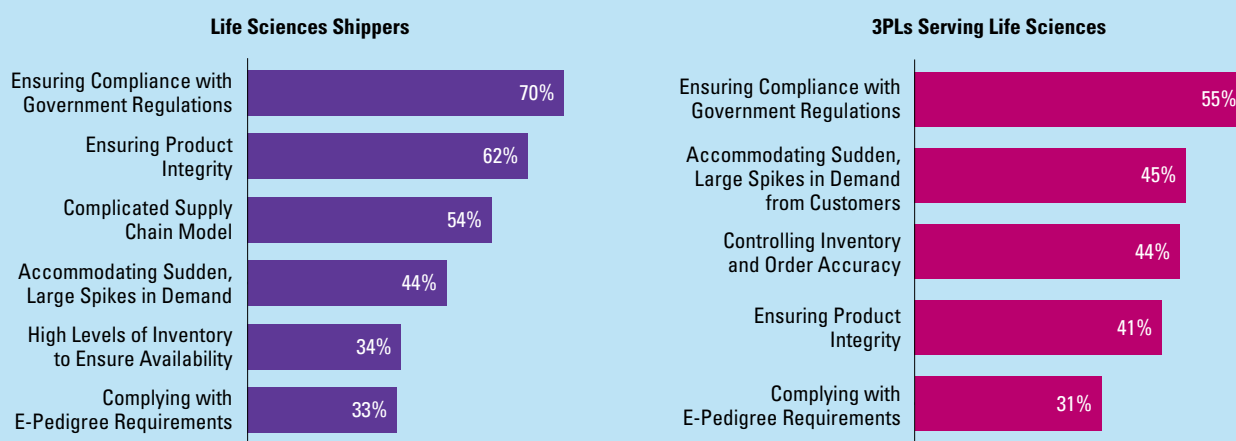 Life Sciences Shippers
Ensuring Compliance with
Government Regulations
70%
Ensuring Product
Integrity
62%
Complicated Supply
Chain Model
54%
Accommodating Sudden,
Large Spikes in Demand
44%
High Levels of Inventory
to Ensure Availability
34%
Complying with
E-Pedigree Requirements
33%
3PLs Serving Life Sciences
Ensuring Compliance with
Government Regulations
55%
Accommodating Sudden,
Large Spikes in Demand
from Customers
45%
Controlling Inventory
and Order Accuracy
44%
Ensuring Product
Integrity
41%
Complying with
E-Pedigree Requirements
31%